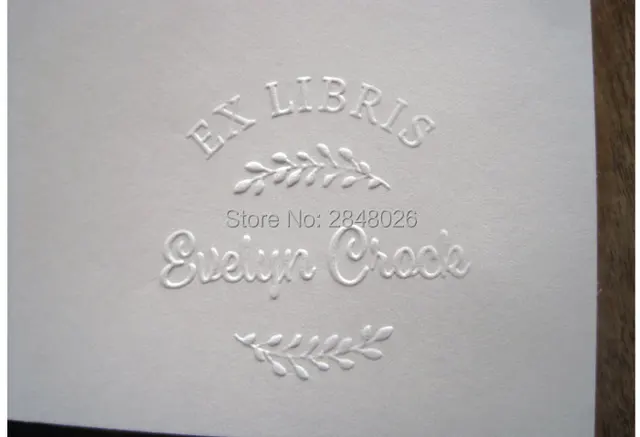 EX LIBRIS
Store No: 2848026
Evelyn Crock